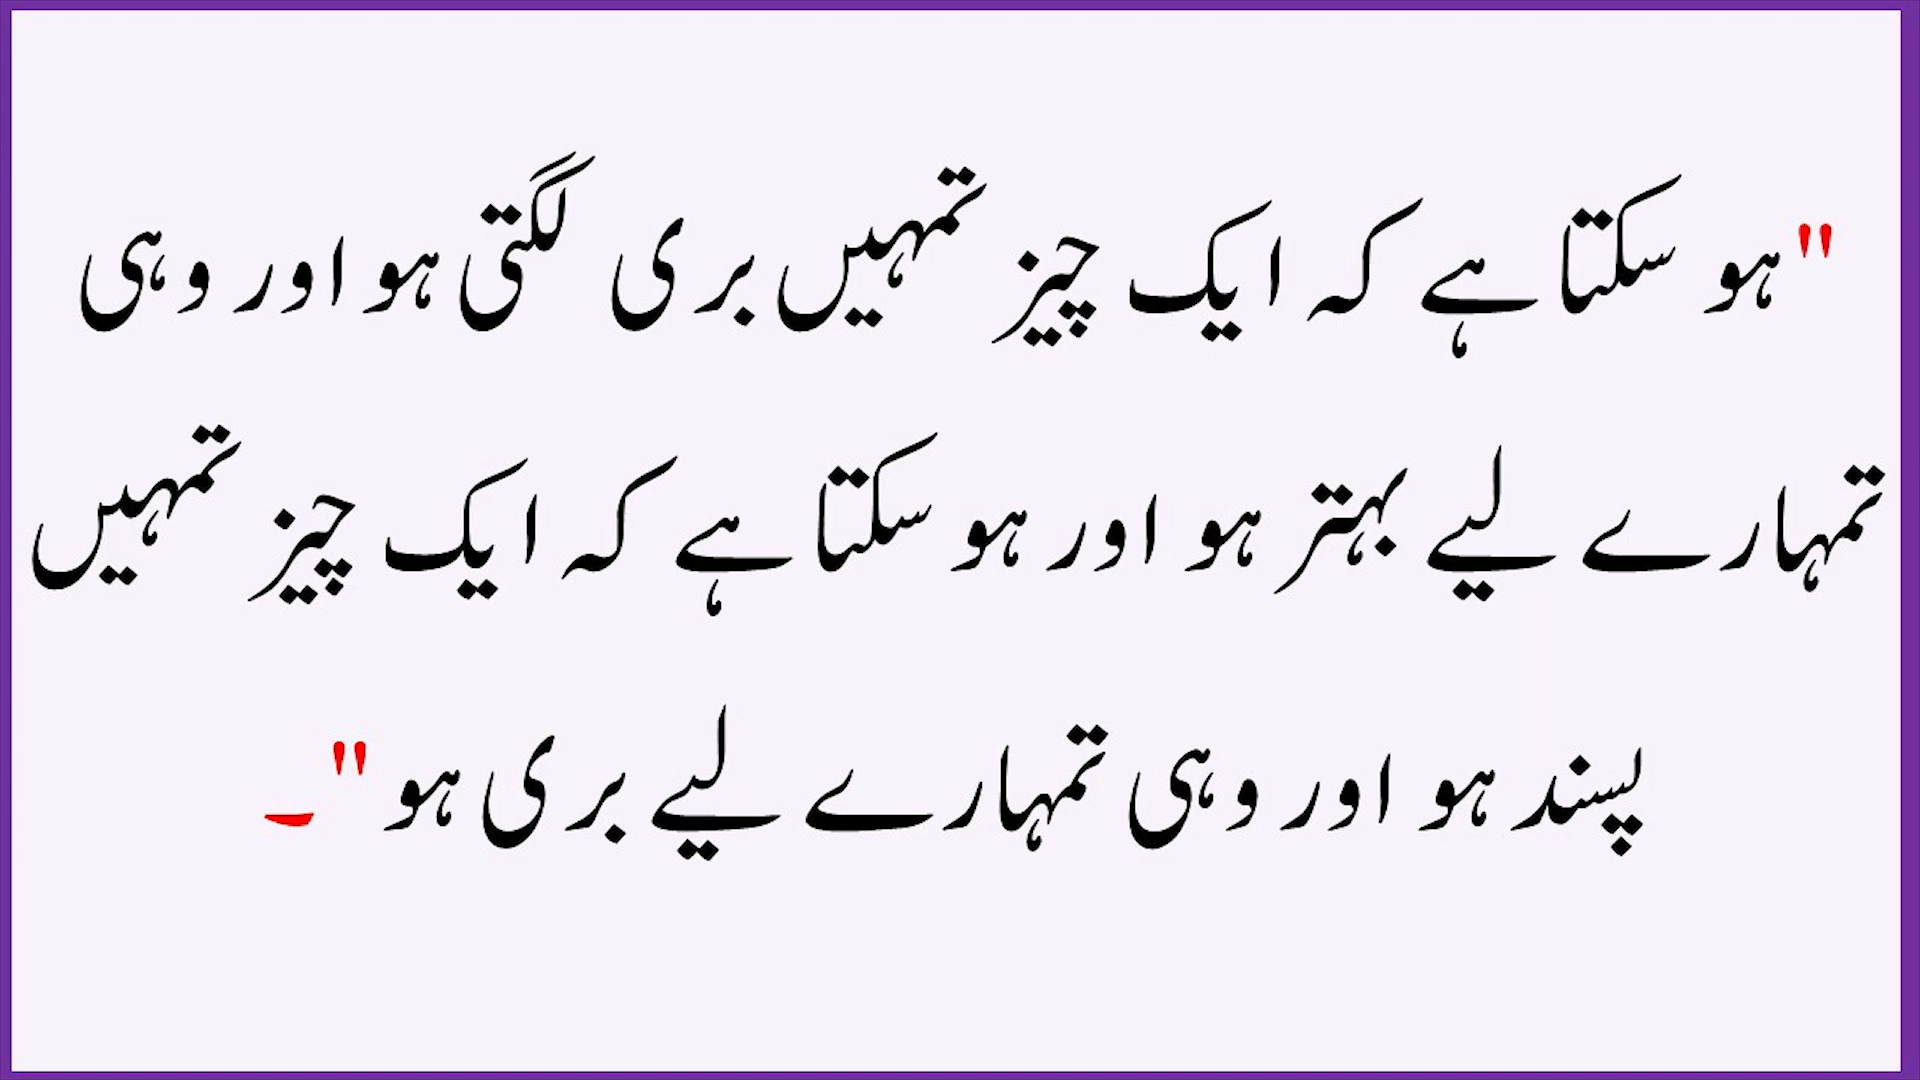 "ہو سکتا ہے کہ ایک چیز تمہیں بری لگتی ہو اور وہی
تمہارے لیے بہتر ہو اور ہو سکتا ہے کہ ایک چیز تمہیں
پسند ہو اور وہی تمہارے لیے بری ہو "۔